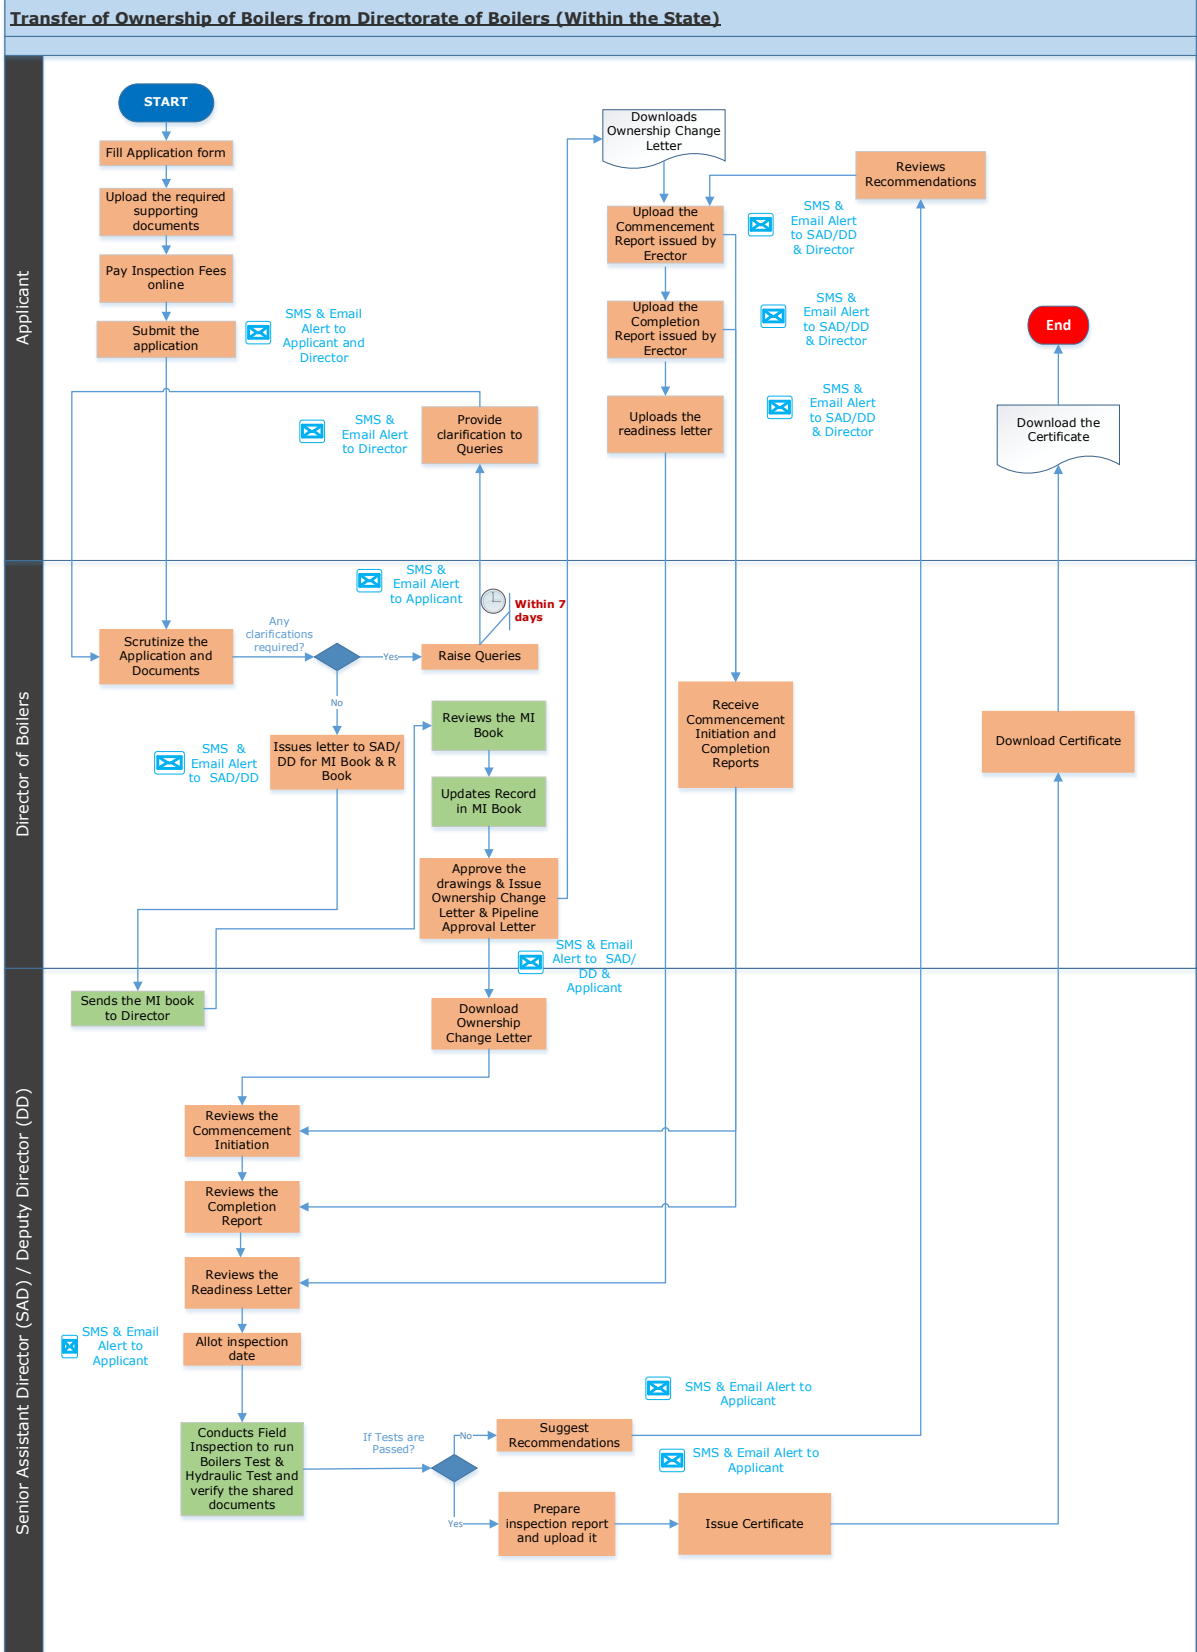 Transfer of Ownership of Boilers from Directorate of Boilers (Within the State)
Applicant
START
Fill Application form
Upload the required
supporting
documents
Pay Inspection Fees
online
Submit the
application
SMS & Email
Alert to
Applicant and
Director
SMS &
Email Alert
to Director
Provide
clarification to
Queries
Downloads
Ownership Change
Letter
Upload the
Commencement
Report issued by
Erector
SMS &
Email Alert
to SAD/DD
& Director
Reviews
Recommendations
Upload the
Completion
Report issued by
Erector
SMS &
Email Alert
to SAD/DD
& Director
Uploads the
readiness letter
SMS &
Email Alert
to SAD/DD
& Director
End
Download the
Certificate
Director of Boilers
SMS &
Email Alert
to Applicant
Within 7
days
Scrutinize the
Application and
Documents
Any
clarifications
required?
Yes
Raise Queries
No
SMS  &
Email Alert
to  SAD/DD
Issues letter to SAD/
DD for MI Book & R
Book
Reviews the MI
Book
Updates Record
in MI Book
Approve the
drawings & Issue
Ownership Change
Letter & Pipeline
Approval Letter
Receive
Commencement
Initiation and
Completion
Reports
Download Certificate
SMS & Email
Alert to  SAD/
DD &
Applicant
Senior Assistant Director (SAD) / Deputy Director (DD)
Sends the MI book
to Director
Download
Ownership
Change Letter
Reviews the
Commencement
Initiation
Reviews the
Completion
Report
Reviews the
Readiness Letter
SMS & Email
Alert to
Applicant
Allot inspection
date
Conducts Field
Inspection to run
Boilers Test &
Hydraulic Test and
verify the shared
documents
If Tests are
Passed?
No
Suggest
Recommendations
SMS & Email Alert to
Applicant
SMS & Email Alert to
Applicant
Yes
Prepare
inspection report
and upload it
Issue Certificate